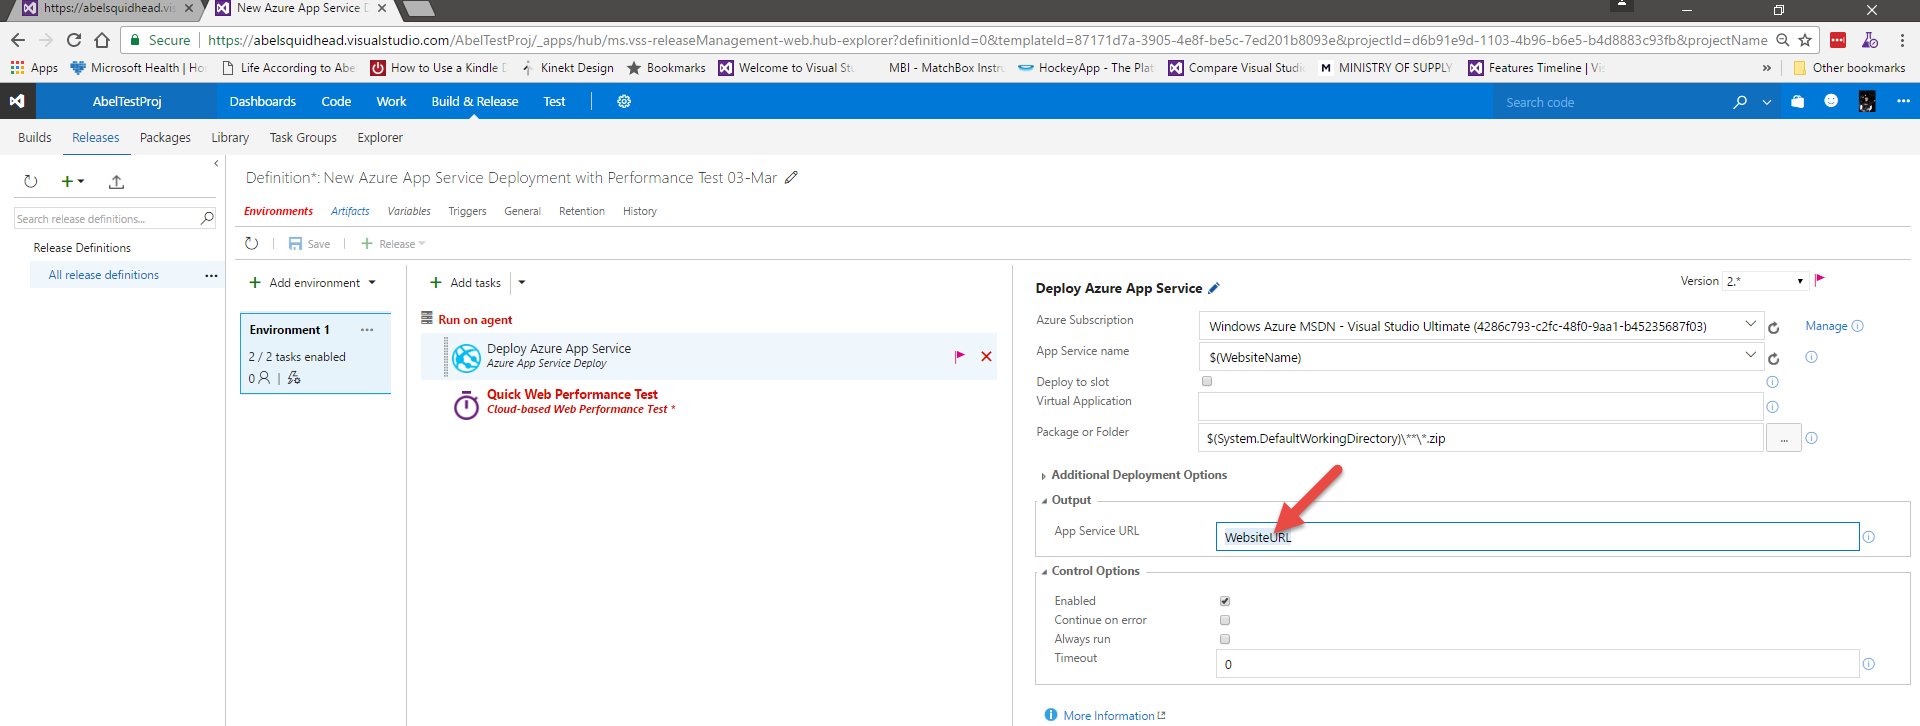 https://abelsquidhead.vis
New Azure App Service D
Secure
https://abelsquidhead.visualstudio.com/AbelTestProj/_apps/hub/ms.vss-releaseManagement-web.hub-explorer?definitionId=0&templateId=87171d7a-3905-4e8f-be5c-7ed201b8093e&projectId=d6b91e9d-1103-4b96-b6e5-b4d8883c93fb&projectName
Apps
Microsoft Health | Ho
Life According to Abe
How to Use a Kindle D
Kinekt Design
Bookmarks
Welcome to Visual Stu
MBI - MatchBox Instru
HockeyApp - The Plat
Compare Visual Studio
MINISTRY OF SUPPLY
Features Timeline | Vis
»
Other bookmarks
AbelTestProj
Dashboards
Code
Work
Build & Release
Test
Search code
Builds
Releases
Packages
Library
Task Groups
Explorer
Definition*: New Azure App Service Deployment with Performance Test 03-Mar
Environments
Artifacts
Variables
Triggers
General
Retention
History
Search release definitions...
Release Definitions
All release definitions
...
Save
Release
Add environment
Environment 1
...
2 / 2 tasks enabled
0
Add tasks
Run on agent
Deploy Azure App Service
Azure App Service Deploy
Quick Web Performance Test
Cloud-based Web Performance Test *
Deploy Azure App Service
Version
2.*
Azure Subscription
Windows Azure MSDN - Visual Studio Ultimate (4286c793-c2fc-48f0-9aa1-b45235687f03)
Manage
App Service name
$(WebsiteName)
Deploy to slot
Virtual Application
Package or Folder
$(System.DefaultWorkingDirectory)\**\*.zip
...
Additional Deployment Options
Output
App Service URL
WebsiteURL
Control Options
Enabled
Continue on error
Always run
Timeout
0
More Information